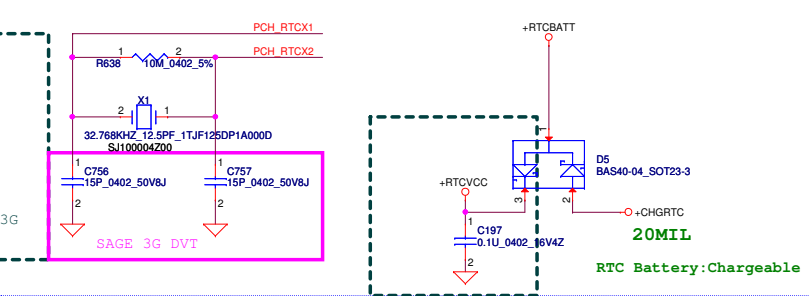 PCH_RTCX1
PCH_RTCX2
R638
1
2
10M_0402_5%
X1
2
1
32.768KHZ_12.5PF_1TJF125DP1A000D
SJ100004Z00
1
C756
15P_0402_50V8J
2
1
C757
15P_0402_50V8J
2
3G
SAGE 3G DVT
+RTCBATT
1
D5
BAS40-04_SOT23-3
+RTCVCC
3
2
+CHGRTC
1
C197
0.1U_0402_16V4Z
2
20MIL
RTC Battery:Chargeable